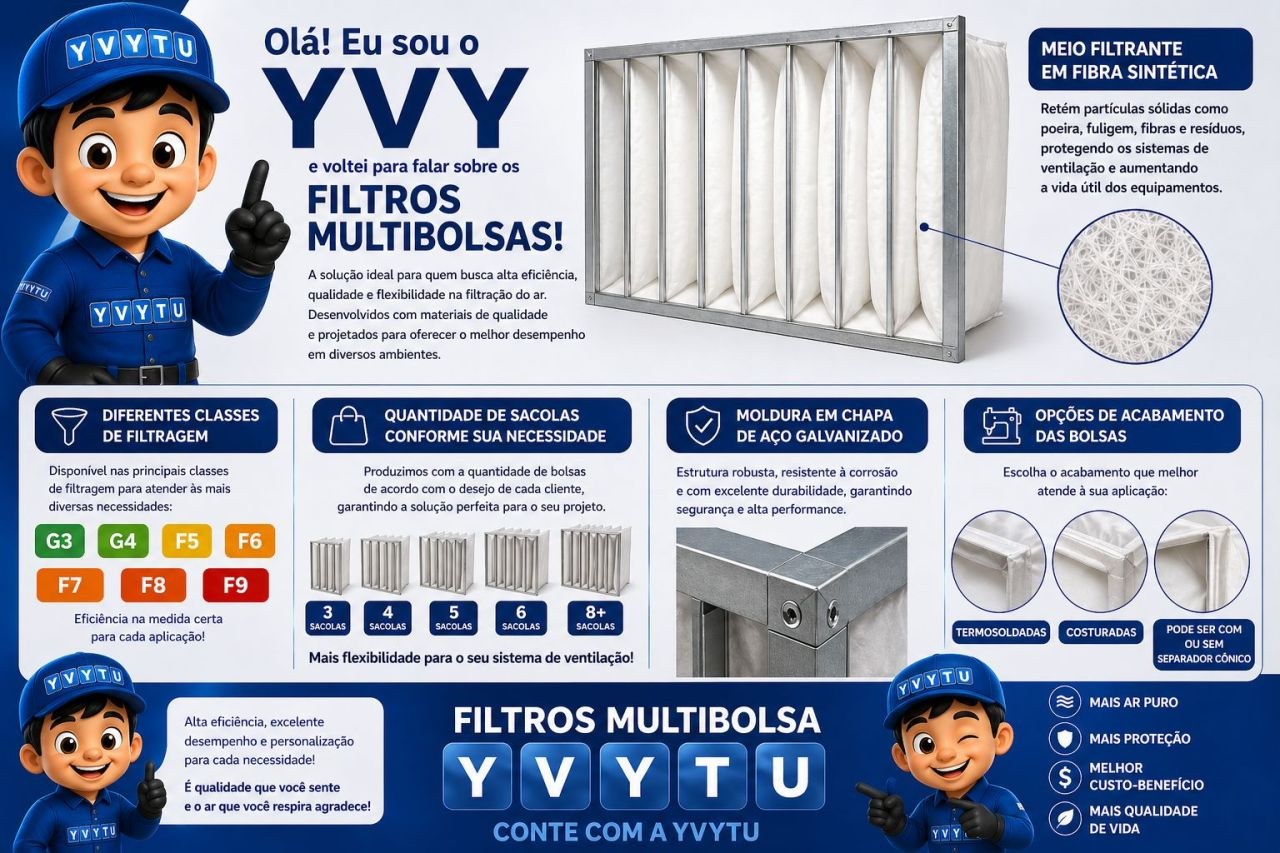 YVYTU
Olá! Eu sou o
YVY
e voltei para falar sobre os
FILTROS
MULTIBOLSAS!
A solução ideal para quem busca alta eficiência,
qualidade e flexibilidade na filtração do ar.
Desenvolvidos com materiais de qualidade
e projetados para oferecer o melhor desempenho
em diversos ambientes.
YVYTU
YVYTU
MEIO FILTRANTE
EM FIBRA SINTÉTICA
Retém partículas sólidas como
poeira, fuligem, fibras e resíduos,
protegendo os sistemas de
ventilação e aumentando
a vida útil dos equipamentos.
DIFERENTES CLASSES
DE FILTRAGEM
Disponível nas principais classes
de filtragem para atender às mais
diversas necessidades:
G3 G4 F5 F6
F7 F8 F9
Eficiência na medida certa
para cada aplicação!
QUANTIDADE DE SACOLAS
CONFORME SUA NECESSIDADE
Produzimos com a quantidade de bolsas
de acordo com o desejo de cada cliente,
garantindo a solução perfeita para o seu projeto.
3
SACOLAS
4
SACOLAS
5
SACOLAS
6
SACOLAS
8+
SACOLAS
Mais flexibilidade para o seu sistema de ventilação!
MOLDURA EM CHAPA
DE AÇO GALVANIZADO
Estrutura robusta, resistente à corrosão
e com excelente durabilidade, garantindo
segurança e alta performance.
OPÇÕES DE ACABAMENTO
DAS BOLSAS
Escolha o acabamento que melhor
atende à sua aplicação:
TERMOSOLDADAS
COSTURADAS
PODE SER COM
OU SEM
SEPARADOR CÔNICO
YVYTU
YVYTU
Alta eficiência, excelente
desempenho e personalização
para cada necessidade!
É qualidade que você sente
e o ar que você respira agradece!
FILTROS MULTIBOLSA
YVYTU
CONTE COM A YVYTU
YVYTU
YVYTU
MAIS AR PURO
MAIS PROTEÇÃO
$
MELHOR
CUSTO-BENEFÍCIO
MAIS QUALIDADE
DE VIDA